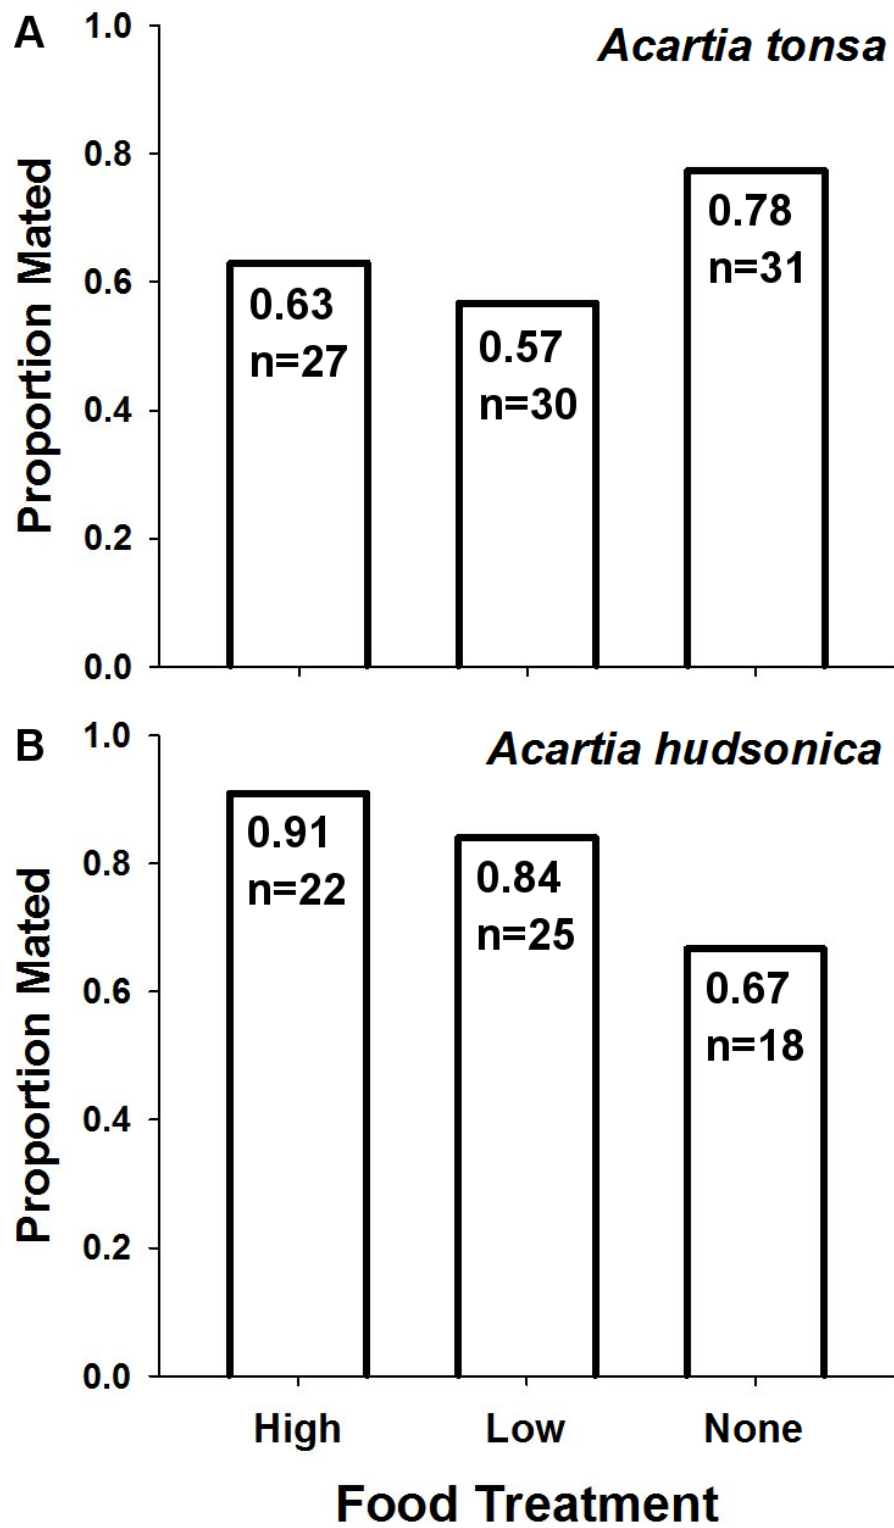 A
Acartia tonsa
Proportion Mated
1.0
0.8
0.6
0.4
0.2
0.0
0.63
n=27
0.57
n=30
0.78
n=31
B
Acartia hudsonica
Proportion Mated
1.0
0.8
0.6
0.4
0.2
0.0
0.91
n=22
0.84
n=25
0.67
n=18
High Low None
Food Treatment